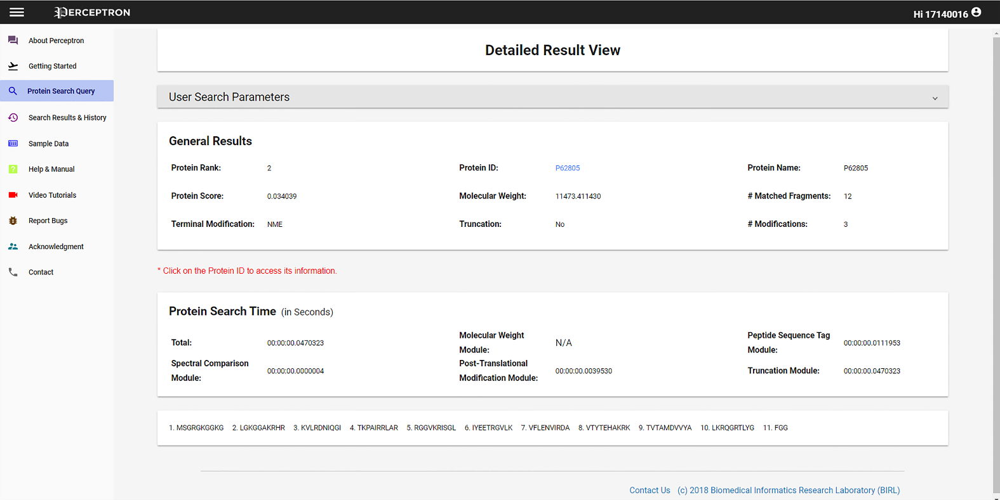 PERCEPTRON
Hi 17140016
About Perceptron
Getting Started
Protein Search Query
Search Results & History
Sample Data
Help & Manual
Video Tutorials
Report Bugs
Acknowledgment
Contact
Detailed Result View
User Search Parameters
General Results
Protein Rank: 2 Protein ID: P62805 Protein Name: P62805
Protein Score: 0.034039 Molecular Weight: 11473.411430 # Matched Fragments: 12
Terminal Modification: NME Truncation: No # Modifications: 3
* Click on the Protein ID to access its information.
Protein Search Time (in Seconds)
Total: 00:00:00.0470323 Molecular Weight Module: N/A Peptide Sequence Tag Module: 00:00:00.0111953
Spectral Comparison Module: 00:00:00.0000004 Post-Translational Modification Module: 00:00:00.0039530 Truncation Module: 00:00:00.0470323
1. MSGRGKGGKG 2. LGKGGAKRHR 3. KVLRDNIQGI 4. TKPAIRRLAR 5. RGGVKRISGL 6. IYEETRGVLK 7. VFLENVIRDA 8. VTYTEHAKRK 9. TVTAMDVVYA 10. LKRQGRTLYG 11. FGG
Contact Us (c) 2018 Biomedical Informatics Research Laboratory (BIRL)